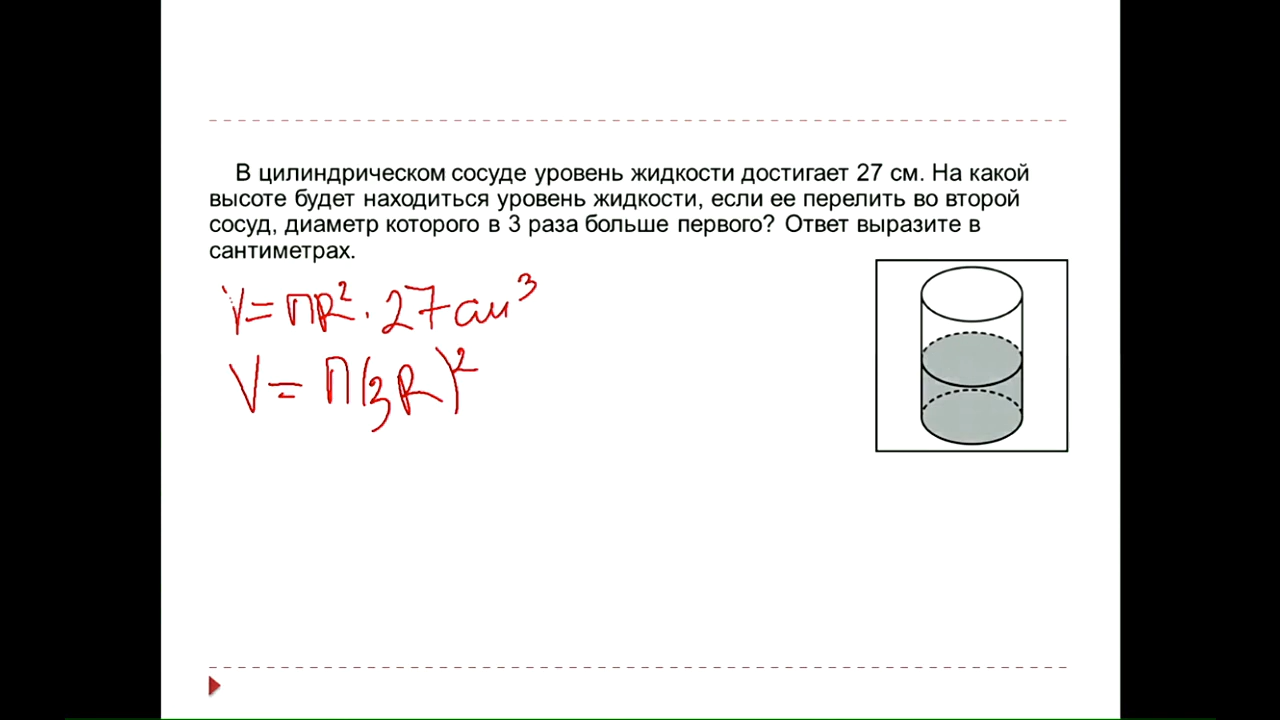 В цилиндрическом сосуде уровень жидкости достигает 27 см. На какой
высоте будет находиться уровень жидкости, если ее перелить во второй
сосуд, диаметр которого в 3 раза больше первого? Ответ выразите в
сантиметрах.
V = πR² · 27 см³
V = π(3R)²